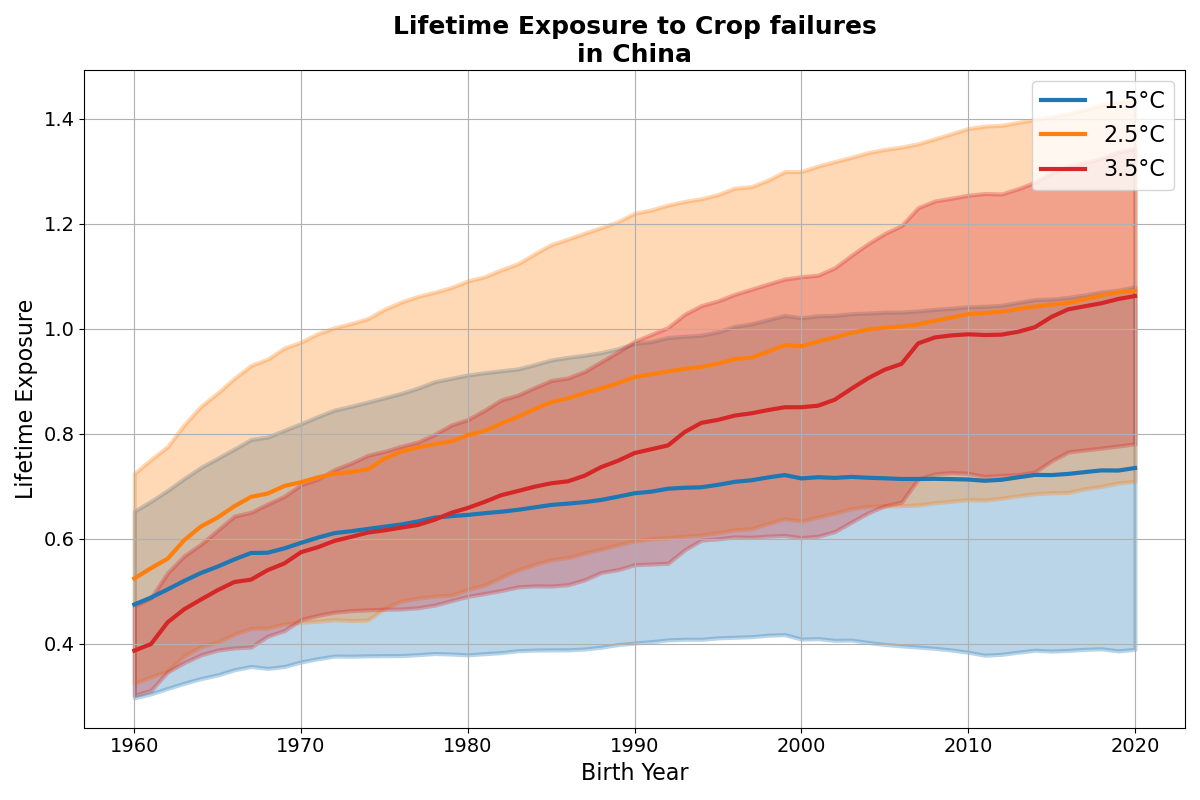 Lifetime Exposure to Crop failures
in China
1.5°C
2.5°C
3.5°C
Lifetime Exposure
1.4
1.2
1.0
0.8
0.6
0.4
1960 1970 1980 1990 2000 2010 2020
Birth Year